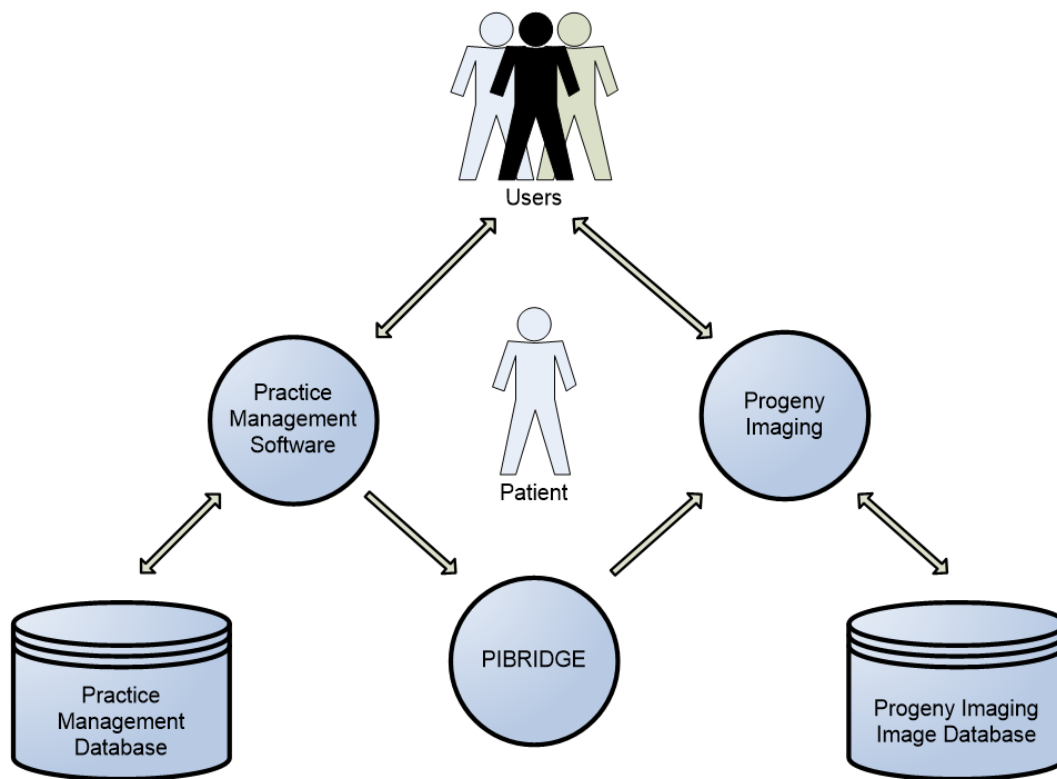 Users
Practice
Management
Software
Progeny
Imaging
Patient
PIBRIDGE
Practice
Management
Database
Progeny Imaging
Image Database